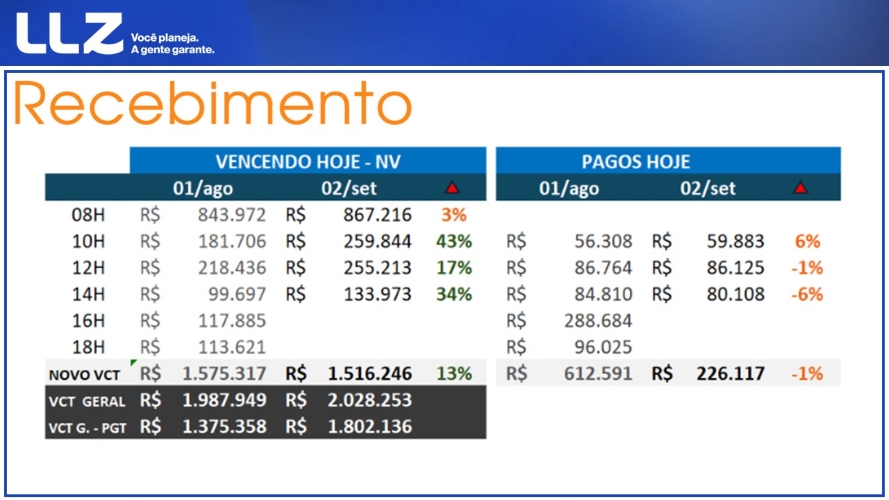 LLZ Você planeja.
A gente garante.
Recebimento
VENCENDO HOJE - NV PAGOS HOJE
01/ago 02/set 01/ago 02/set
08H R$ 843.972 R$ 867.216 3%
10H R$ 181.706 R$ 259.844 43% R$ 56.308 R$ 59.883 6%
12H R$ 218.436 R$ 255.213 17% R$ 86.764 R$ 86.125 -1%
14H R$ 99.697 R$ 133.973 34% R$ 84.810 R$ 80.108 -6%
16H R$ 117.885 R$ 288.684
18H R$ 113.621 R$ 96.025
NOVO VCT R$ 1.575.317 R$ 1.516.246 13% R$ 612.591 R$ 226.117 -1%
VCT GERAL R$ 1.987.949 R$ 2.028.253
VCT G. - PGT R$ 1.375.358 R$ 1.802.136